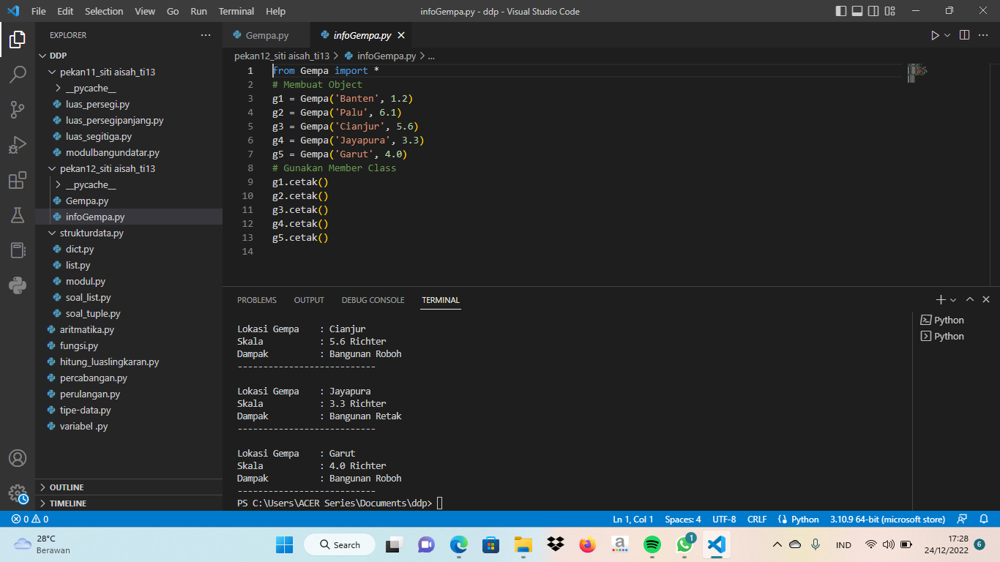 File Edit Selection View Go Run Terminal Help
infoGempa.py - ddp - Visual Studio Code
EXPLORER
DDP
pekan11_siti aisah_ti13
__pycache__
luas_persegi.py
luas_persegipanjang.py
luas_segitiga.py
modulbangundatar.py
pekan12_siti aisah_ti13
__pycache__
Gempa.py
infoGempa.py
strukturdata.py
dict.py
list.py
modul.py
soal_list.py
soal_tuple.py
aritmatika.py
fungsi.py
hitung_luaslingkaran.py
percabangan.py
perulangan.py
tipe-data.py
variabel .py
OUTLINE
TIMELINE
Gempa.py
infoGempa.py
pekan12_siti aisah_ti13 > infoGempa.py > ...
1 from Gempa import *
2 # Membuat Object
3 g1 = Gempa('Banten', 1.2)
4 g2 = Gempa('Palu', 6.1)
5 g3 = Gempa('Cianjur', 5.6)
6 g4 = Gempa('Jayapura', 3.3)
7 g5 = Gempa('Garut', 4.0)
8 # Gunakan Member Class
9 g1.cetak()
10 g2.cetak()
11 g3.cetak()
12 g4.cetak()
13 g5.cetak()
14
PROBLEMS OUTPUT DEBUG CONSOLE TERMINAL
Lokasi Gempa : Cianjur
Skala : 5.6 Richter
Dampak : Bangunan Roboh
---------------------------
Lokasi Gempa : Jayapura
Skala : 3.3 Richter
Dampak : Bangunan Retak
---------------------------
Lokasi Gempa : Garut
Skala : 4.0 Richter
Dampak : Bangunan Roboh
---------------------------
PS C:\Users\ACER Series\Documents\ddp>
Python
Python
0 0
Ln 1, Col 1 Spaces: 4 UTF-8 CRLF Python 3.10.9 64-bit (microsoft store)
28°C
Berawan
Search
a
1
IND
17:28
24/12/2022
6